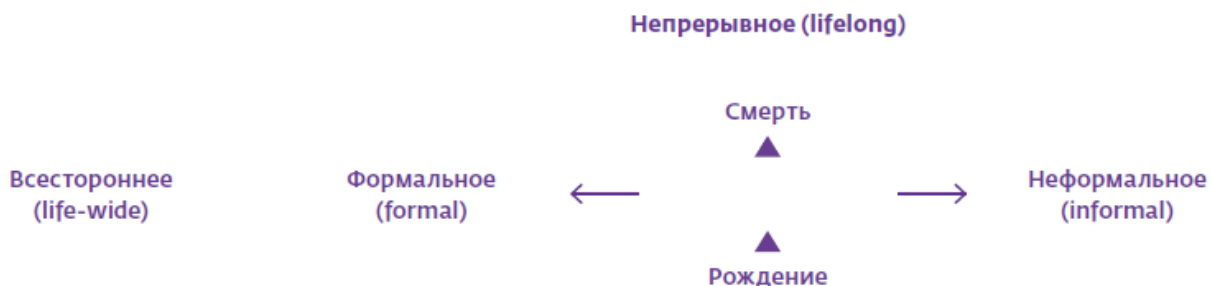 Непрерывное (lifelong)
Смерть
Всестороннее
(life-wide)
Формальное
(formal)
Неформальное
(informal)
Рождение